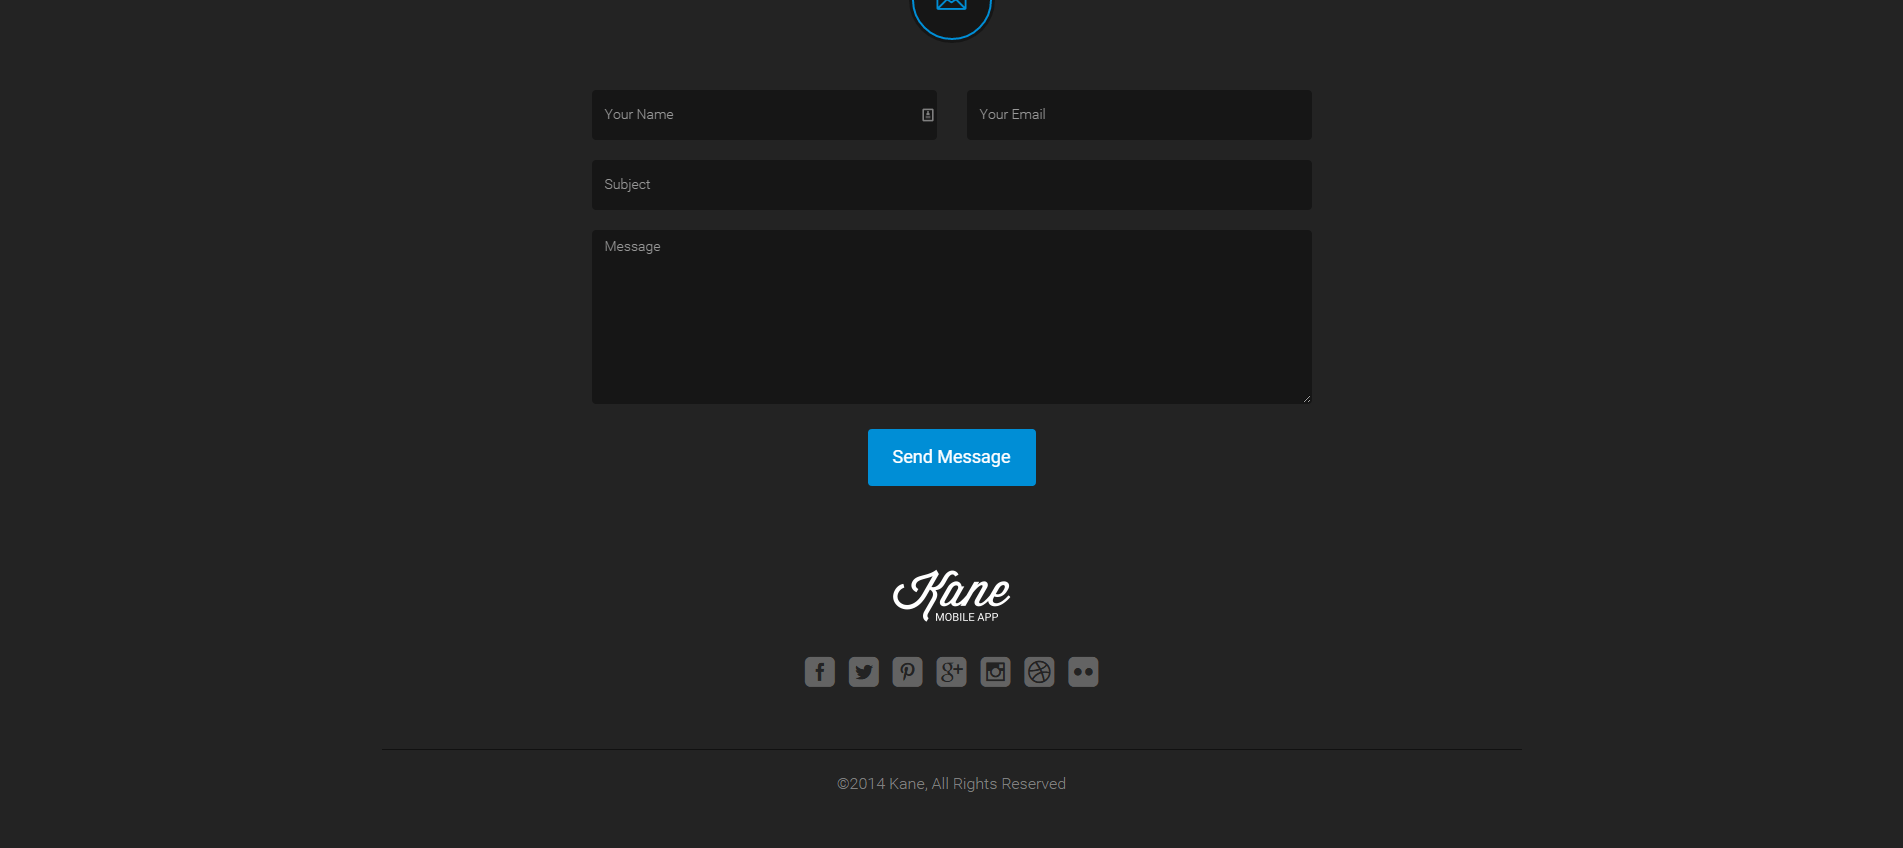 Your Name
Your Email
Subject
Message
Send Message
Kane
MOBILE APP
©2014 Kane, All Rights Reserved